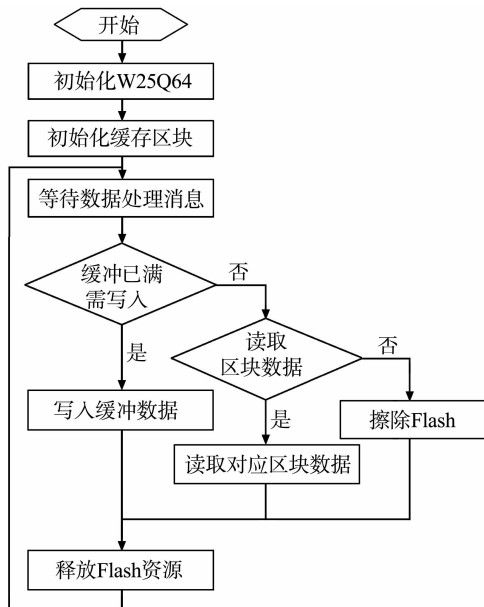 开始
初始化W25Q64
初始化缓存区块
等待数据处理消息
缓冲已满
需写入
否
是
读取
区块数据
否
是
写入缓冲数据
擦除Flash
读取对应区块数据
释放Flash资源